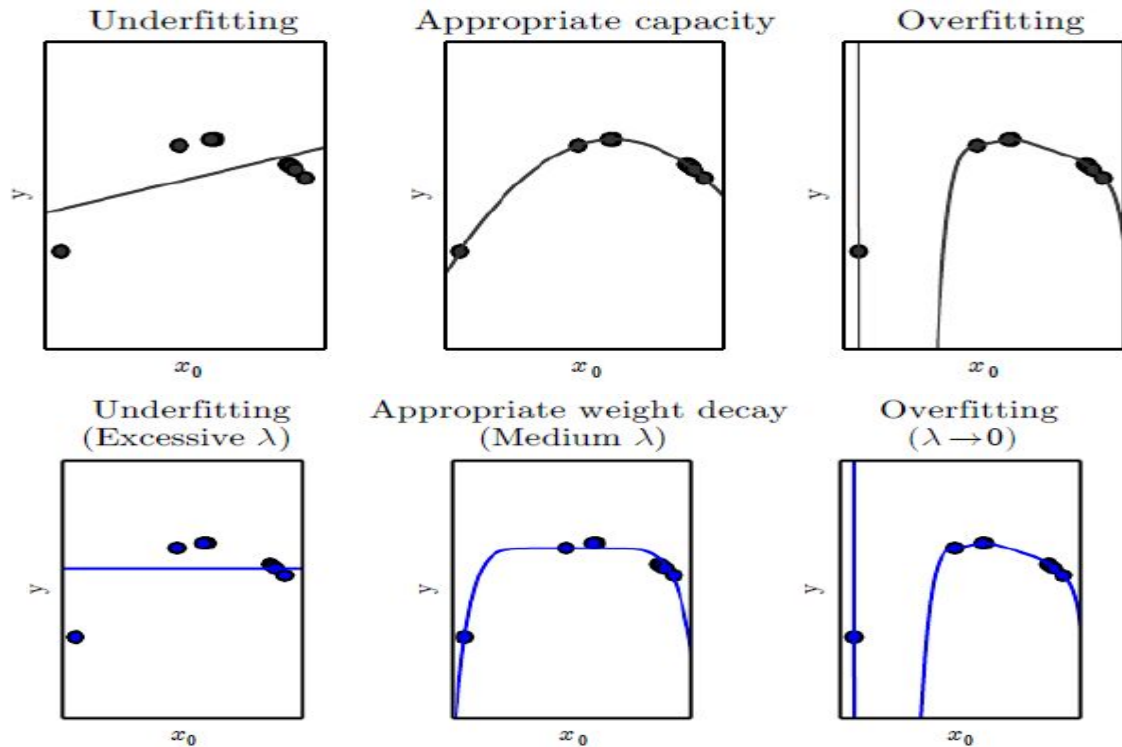 Underfitting
Appropriate capacity
Overfitting
y
y
y
x₀
x₀
x₀
Underfitting
(Excessive λ)
Appropriate weight decay
(Medium λ)
Overfitting
(λ→0)
y
y
y
x₀
x₀
x₀